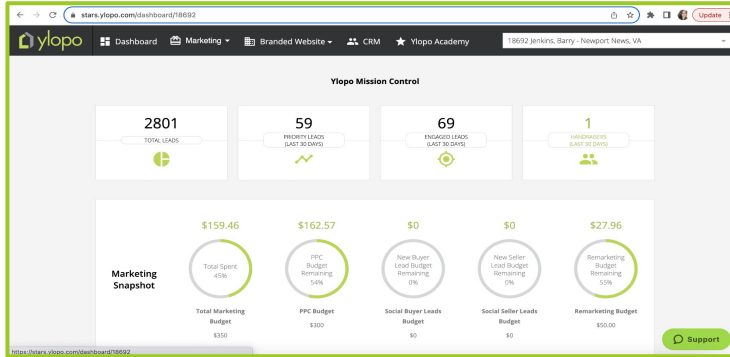 stars.ylopo.com/dashboard/18692
Update
ylopo
Dashboard
Marketing
Branded Website
CRM
Ylopo Academy
18692 Jenkins, Barry - Newport News, VA
Ylopo Mission Control
2801
TOTAL LEADS
59
PRIORITY LEADS
(LAST 30 DAYS)
69
ENGAGED LEADS
(LAST 30 DAYS)
1
HANDRAISERS
(LAST 30 DAYS)
Marketing
Snapshot
$159.46
Total Spent
45%
Total Marketing
Budget
$350
$162.57
PPC
Budget
Remaining
54%
PPC Budget
$300
$0
New Buyer
Lead Budget
Remaining
0%
Social Buyer Leads
Budget
$0
$0
New Seller
Lead Budget
Remaining
0%
Social Seller Leads
Budget
$0
$27.96
Remarketing
Budget
Remaining
55%
Remarketing Budget
$50.00
Support
https://stars.ylopo.com/dashboard/18692